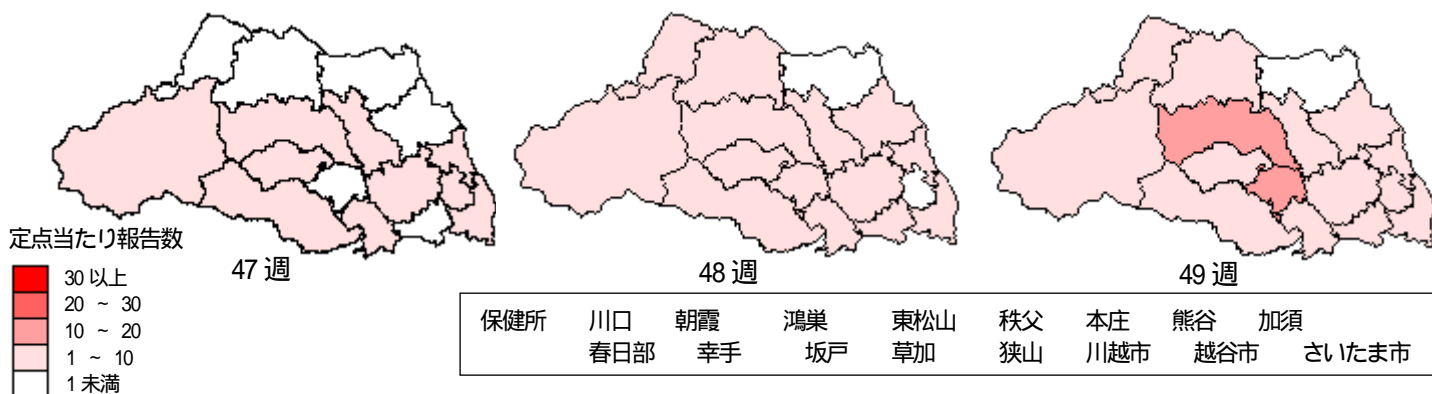 47 週
48 週
49 週
定点当たり報告数
30 以上
20 ~ 30
10 ~ 20
1 ~ 10
1 未満
保健所 川口 朝霞 鴻巣 東松山 秩父 本庄 熊谷 加須
春日部 幸手 坂戸 草加 狭山 川越市 越谷市 さいたま市